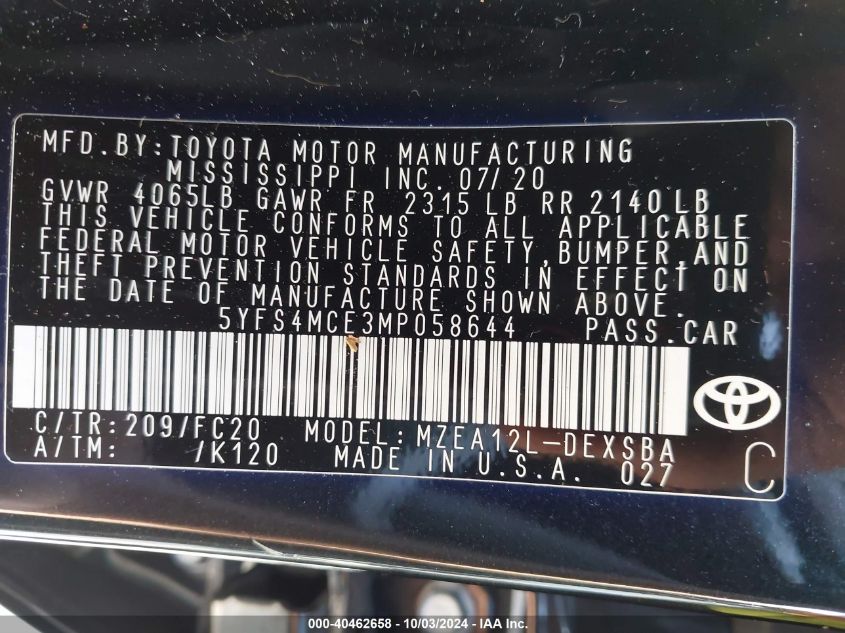 MFD.BY:TOYOTA MOTOR MANUFACTURING
MISSISSIPPI INC. 07/20
GVWR 4065LB GAWR FR 2315LB RR 2140LB
THIS VEHICLE CONFORMS TO ALL APPLICABLE
FEDERAL MOTOR VEHICLE SAFETY,BUMPER,AND
THEFT PREVENTION STANDARDS IN EFFECT ON
THE DATE OF MANUFACTURE SHOWN ABOVE.
5YFS4MCE3MP058644 PASS.CAR
C/TR:209/FC20 MODEL:MZEA12L-DEXSBA
A/TM: /K120 MADE IN U.S.A. 027
C
000-40462658 - 10/03/2024 - IAA Inc.